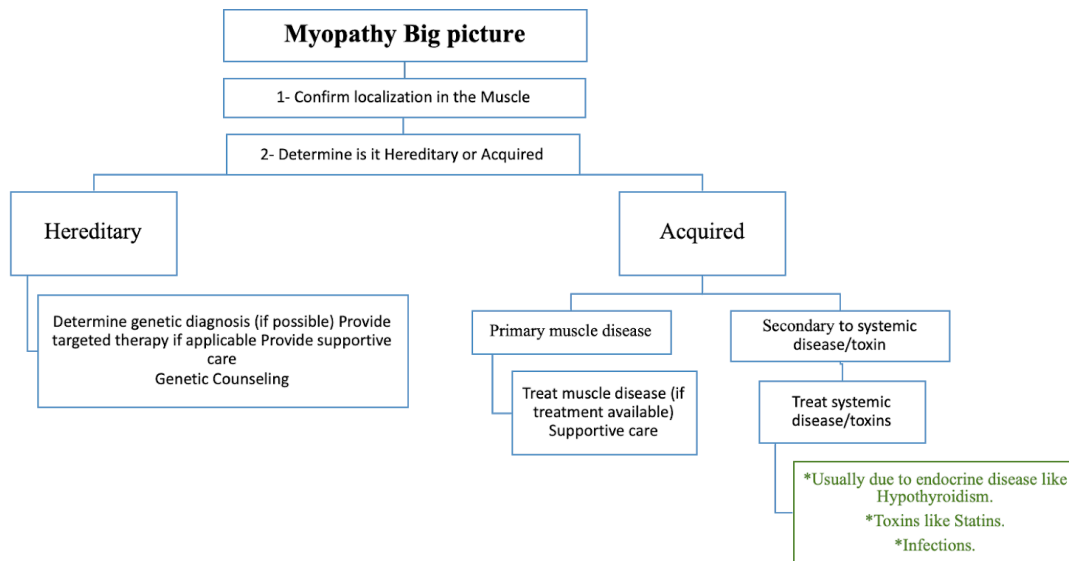 Myopathy Big picture
1- Confirm localization in the Muscle
2- Determine is it Hereditary or Acquired
Hereditary
Acquired
Determine genetic diagnosis (if possible) Provide
targeted therapy if applicable Provide supportive
care
Genetic Counseling
Primary muscle disease
Treat muscle disease (if
treatment available)
Supportive care
Secondary to systemic
disease/toxin
Treat systemic
disease/toxins
*Usually due to endocrine disease like
Hypothyroidism.
*Toxins like Statins.
*Infections.